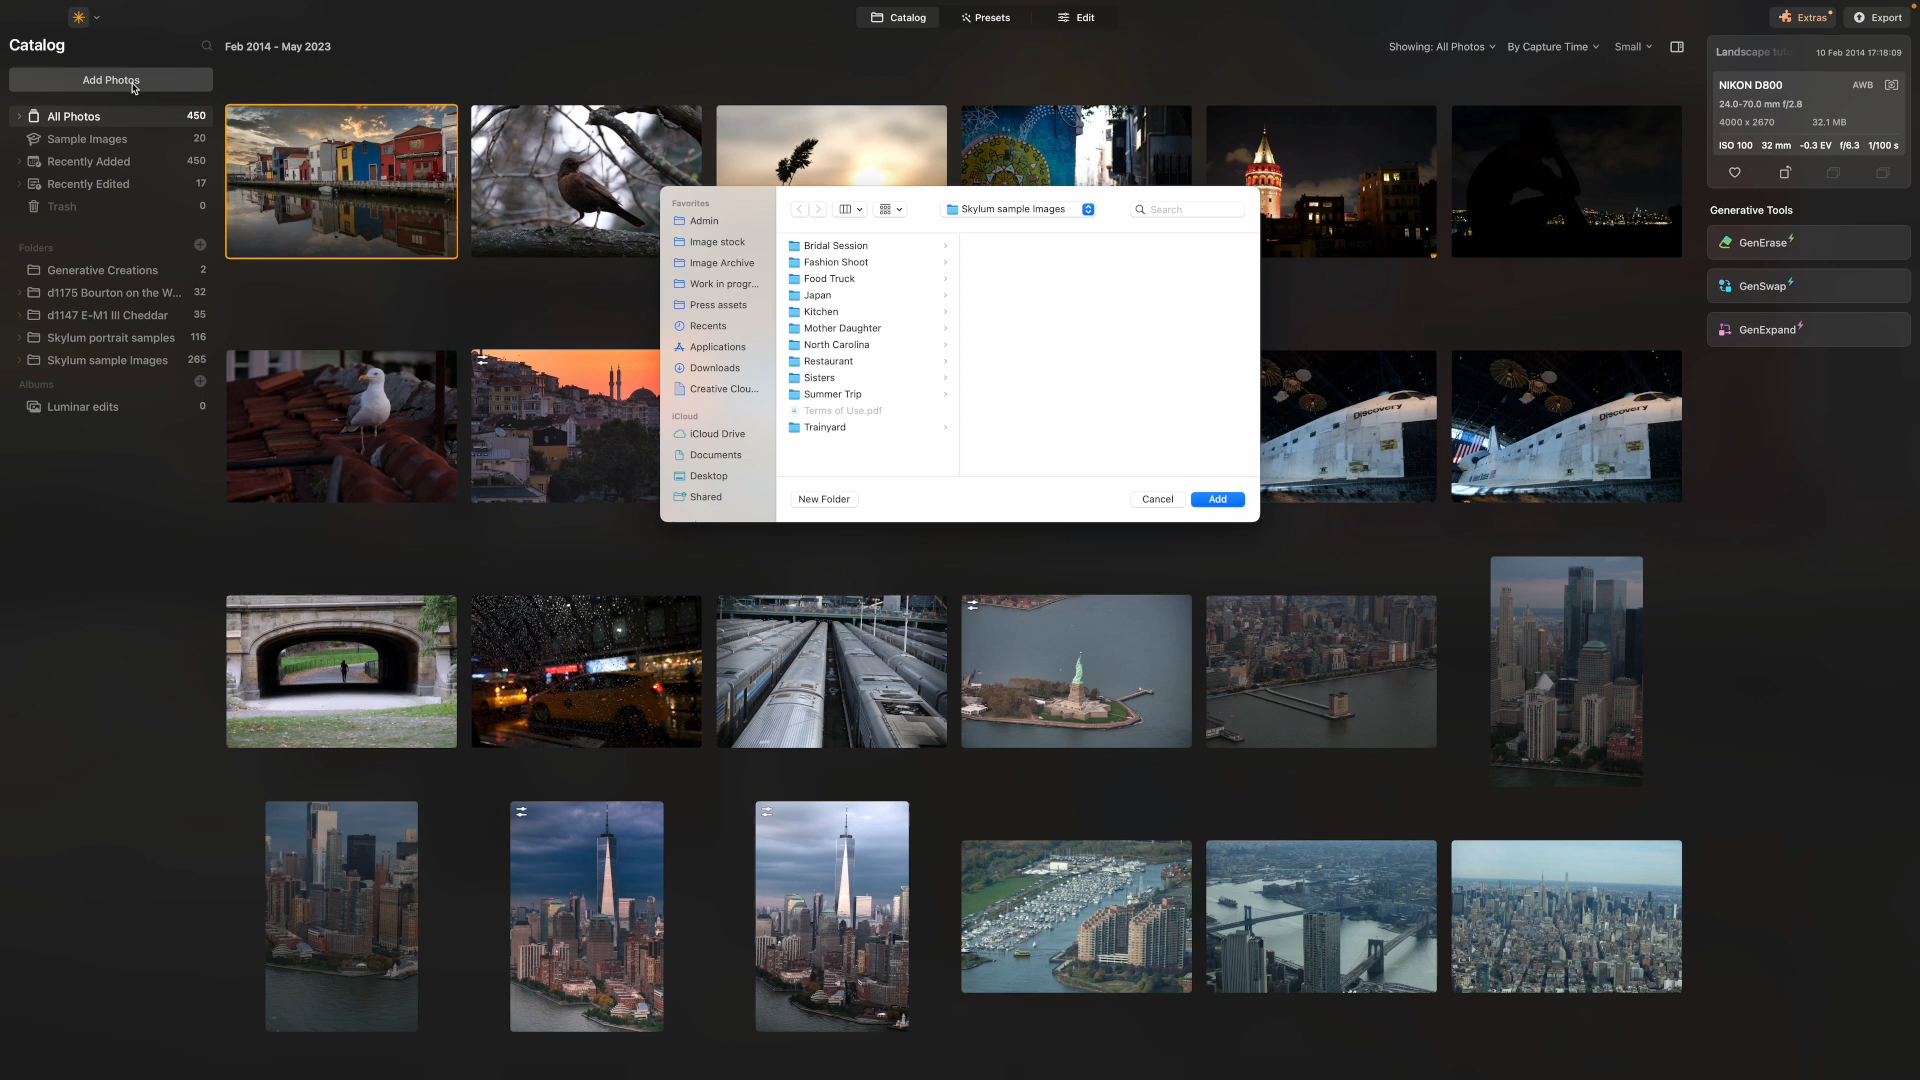 Catalog
Presets
Edit
Extras
Export
Catalog
Feb 2014 - May 2023
Showing: All Photos
By Capture Time
Small
Add Photos
All Photos 450
Sample Images 20
Recently Added 450
Recently Edited 17
Trash 0
Folders
Generative Creations 2
d1175 Bourton on the W... 32
d1147 E-M1 III Cheddar 35
Skylum portrait samples 116
Skylum sample Images 265
Albums
Luminar edits 0
Favorites
Admin
Image stock
Image Archive
Work in progr...
Press assets
Recents
Applications
Downloads
Creative Clou...
iCloud
iCloud Drive
Documents
Desktop
Shared
Skylum sample Images
Search
Bridal Session
Fashion Shoot
Food Truck
Japan
Kitchen
Mother Daughter
North Carolina
Restaurant
Sisters
Summer Trip
Terms of Use.pdf
Trainyard
New Folder
Cancel
Add
Discovery
Discovery
Landscape tut 10 Feb 2014 17:18:09
NIKON D800 AWB
24.0-70.0 mm f/2.8
4000 x 2670 32.1 MB
ISO 100 32 mm -0.3 EV f/6.3 1/100 s
Generative Tools
GenErase
GenSwap
GenExpand